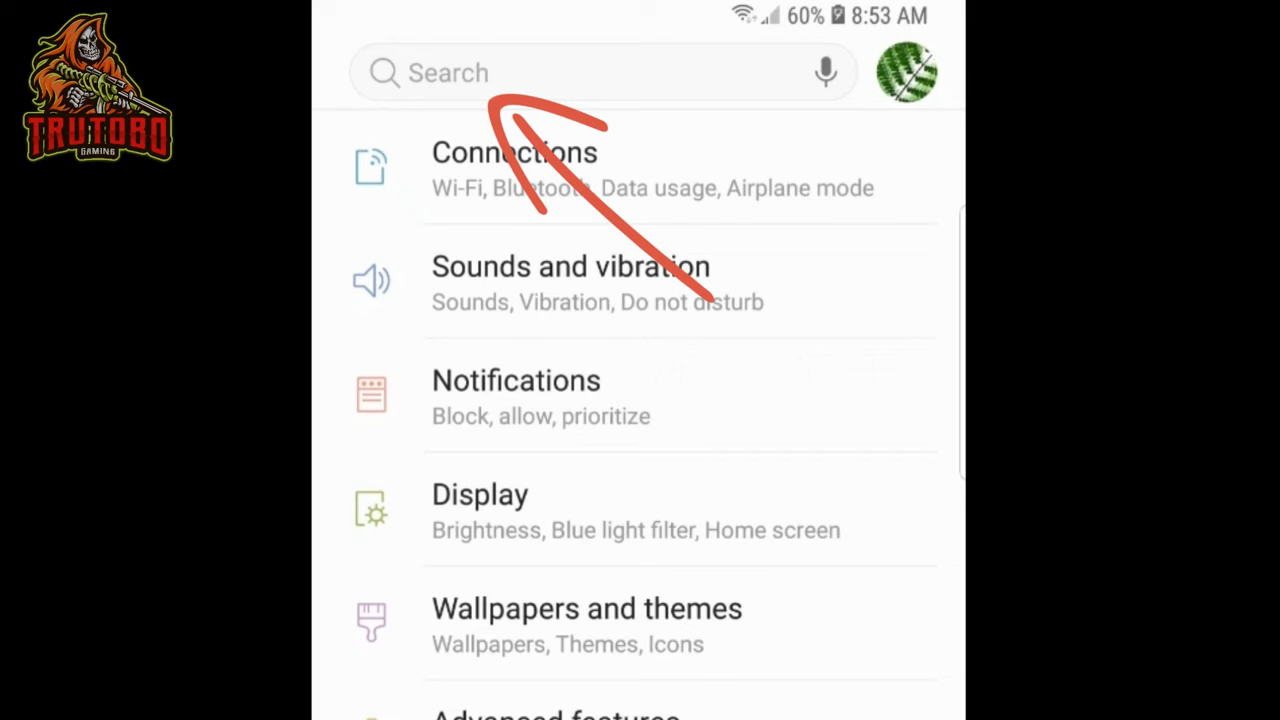 60% 8:53 AM
Search
TRUTOBO
GAMING
Connections
Wi-Fi, Bluetooth, Data usage, Airplane mode
Sounds and vibration
Sounds, Vibration, Do not disturb
Notifications
Block, allow, prioritize
Display
Brightness, Blue light filter, Home screen
Wallpapers and themes
Wallpapers, Themes, Icons
Advanced features